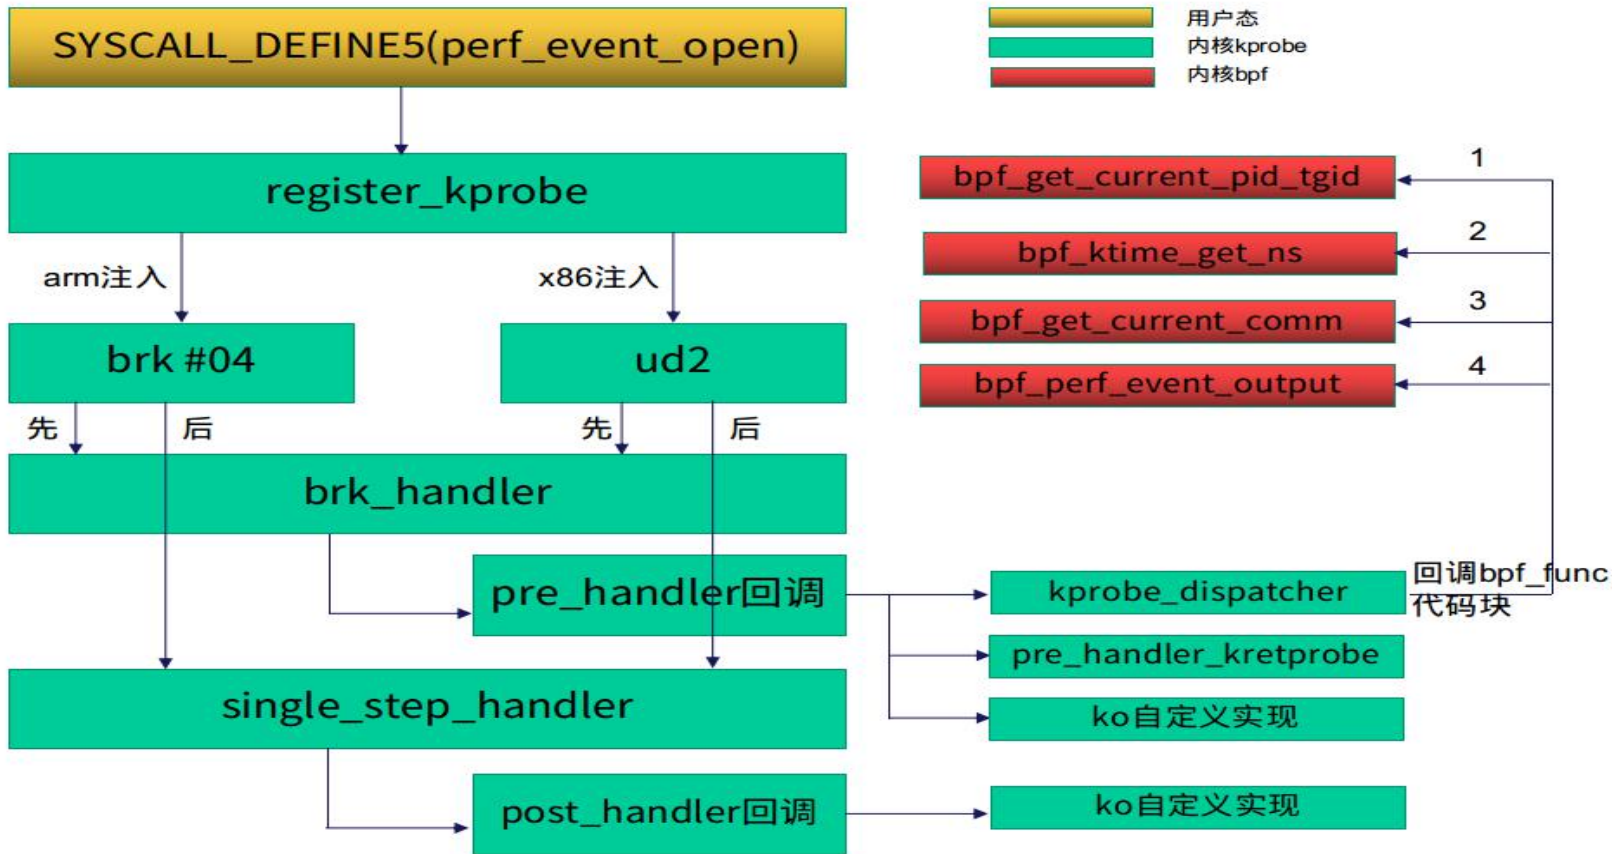 SYSCALL_DEFINE5(perf_event_open)
用户态
内核kprobe
内核bpf
register_kprobe
arm注入
x86注入
brk #04
ud2
先
后
先
后
brk_handler
pre_handler回调
single_step_handler
post_handler回调
bpf_get_current_pid_tgid
1
bpf_ktime_get_ns
2
bpf_get_current_comm
3
bpf_perf_event_output
4
kprobe_dispatcher
回调bpf_func
代码块
pre_handler_kretprobe
ko自定义实现
ko自定义实现